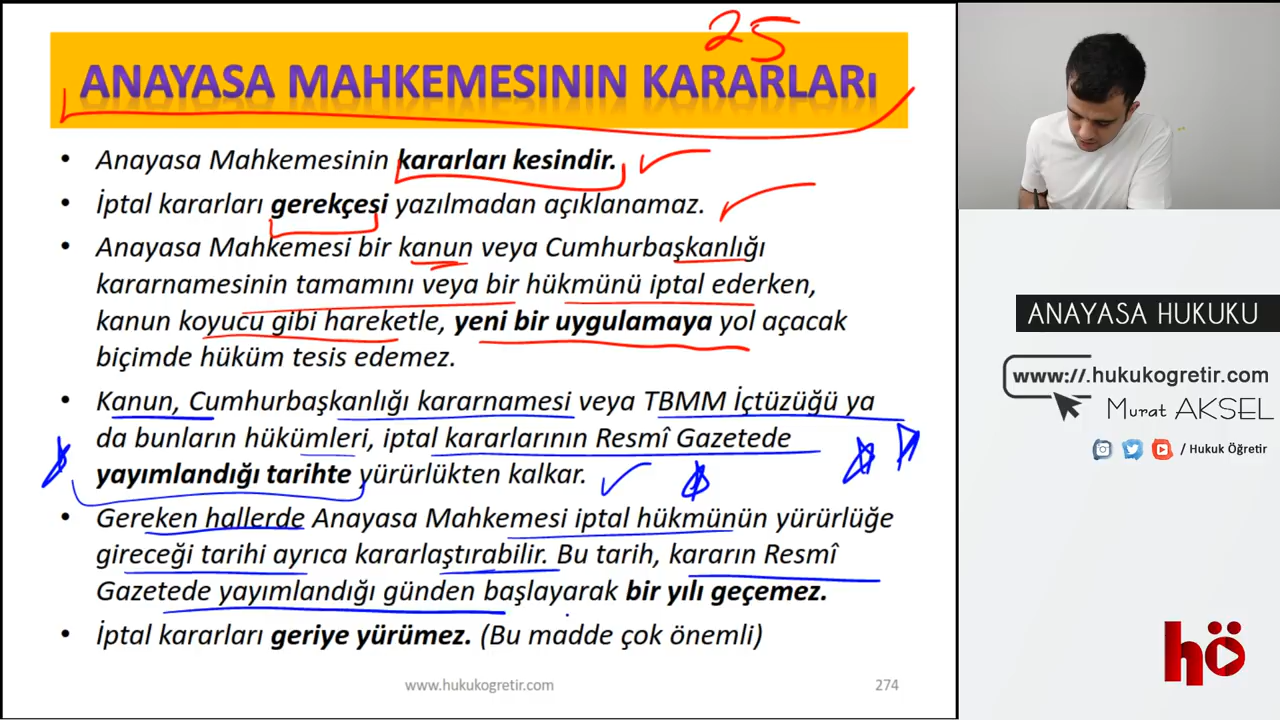 25
ANAYASA MAHKEMESININ KARARLARı
• Anayasa Mahkemesinin kararları kesindir.
• İptal kararları gerekçesi yazılmadan açıklanamaz.
• Anayasa Mahkemesi bir kanun veya Cumhurbaşkanlığı
kararnamesinin tamamını veya bir hükmünü iptal ederken,
kanun koyucu gibi hareketle, yeni bir uygulamaya yol açacak
biçimde hüküm tesis edemez.
• Kanun, Cumhurbaşkanlığı kararnamesi veya TBMM İçtüzüğü ya
da bunların hükümleri, iptal kararlarının Resmî Gazetede
yayımlandığı tarihte yürürlükten kalkar.
• Gereken hallerde Anayasa Mahkemesi iptal hükmünün yürürlüğe
gireceği tarihi ayrıca kararlaştırabilir. Bu tarih, kararın Resmî
Gazetede yayımlandığı günden başlayarak bir yılı geçemez.
• İptal kararları geriye yürümez. (Bu madde çok önemli)
www.hukukogretir.com
274
ANAYASA HUKUKU
www://.hukukogretir.com
Murat AKSEL
/ Hukuk Öğretir
hö